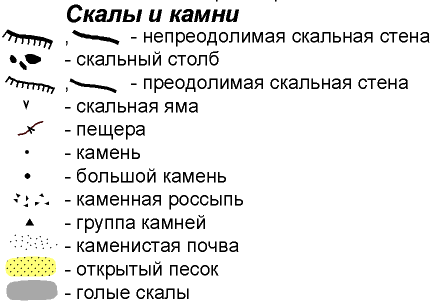 Скалы и камни
, - непреодолимая скальная стена
- скальный столб
, - преодолимая скальная стена
- скальная яма
- пещера
- камень
- большой камень
- каменная россыпь
- группа камней
- каменистая почва
- открытый песок
- голые скалы